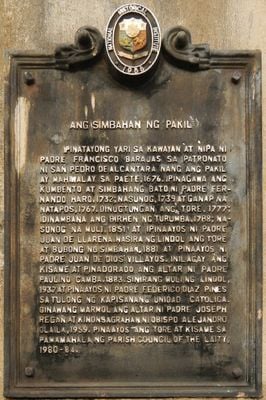 NATIONAL HISTORICAL INSTITUTE
1981
ANG SIMBAHAN NG PAKIL
IPINATAYONG YARI SA KAWAYAN AT NIPA NI
PADRE FRANCISCO BARAJAS SA PATRONATO
NI SAN PEDRO DE ALCANTARA NANG ANG PAKIL
AY MAHIWALAY SA PAETE, 1676. IPINAGAWA ANG
KUMBENTO AT SIMBAHANG BATO NI PADRE FER-
NANDO HARO, 1732; NASUNOG, 1739 AT GANAP NA
NATAPOS, 1767. IDINUGTUNGAN ANG TORE, 1777;
IDINAMBANA ANG BIRHEN NG TURUMBA, 1788; NA-
SUNOG NA MULI, 1851 AT IPINAAYOS NI PADRE
JUAN DE LLARENA. NASIRA NG LINDOL ANG TORE
AT BUBONG NG SIMBAHAN, 1881 AT PINAAYOS NI
PADRE JUAN DE DIOS VILLAYOS. INILAGAY ANG
KISAME AT PINADORADO ANG ALTAR NI PADRE
PAULINO CAMBA, 1883. SINIRANG MULI NG LINDOL,
1937 AT PINAAYOS NI PADRE FEDERICO DIAZ PINES
SA TULONG NG KAPISANANG UNIDAD CATOLICA.
GINAWANG MARMOL ANG ALTAR NI PADRE JOSEPH
REGAN AT KINONSAGRAHAN NI OBISPO ALEJANDRO
OLALIA, 1959. PINAAYOS ANG TORE AT KISAME SA
PAMAMAHALA NG PARISH COUNCIL OF THE LAITY,
1980-84.